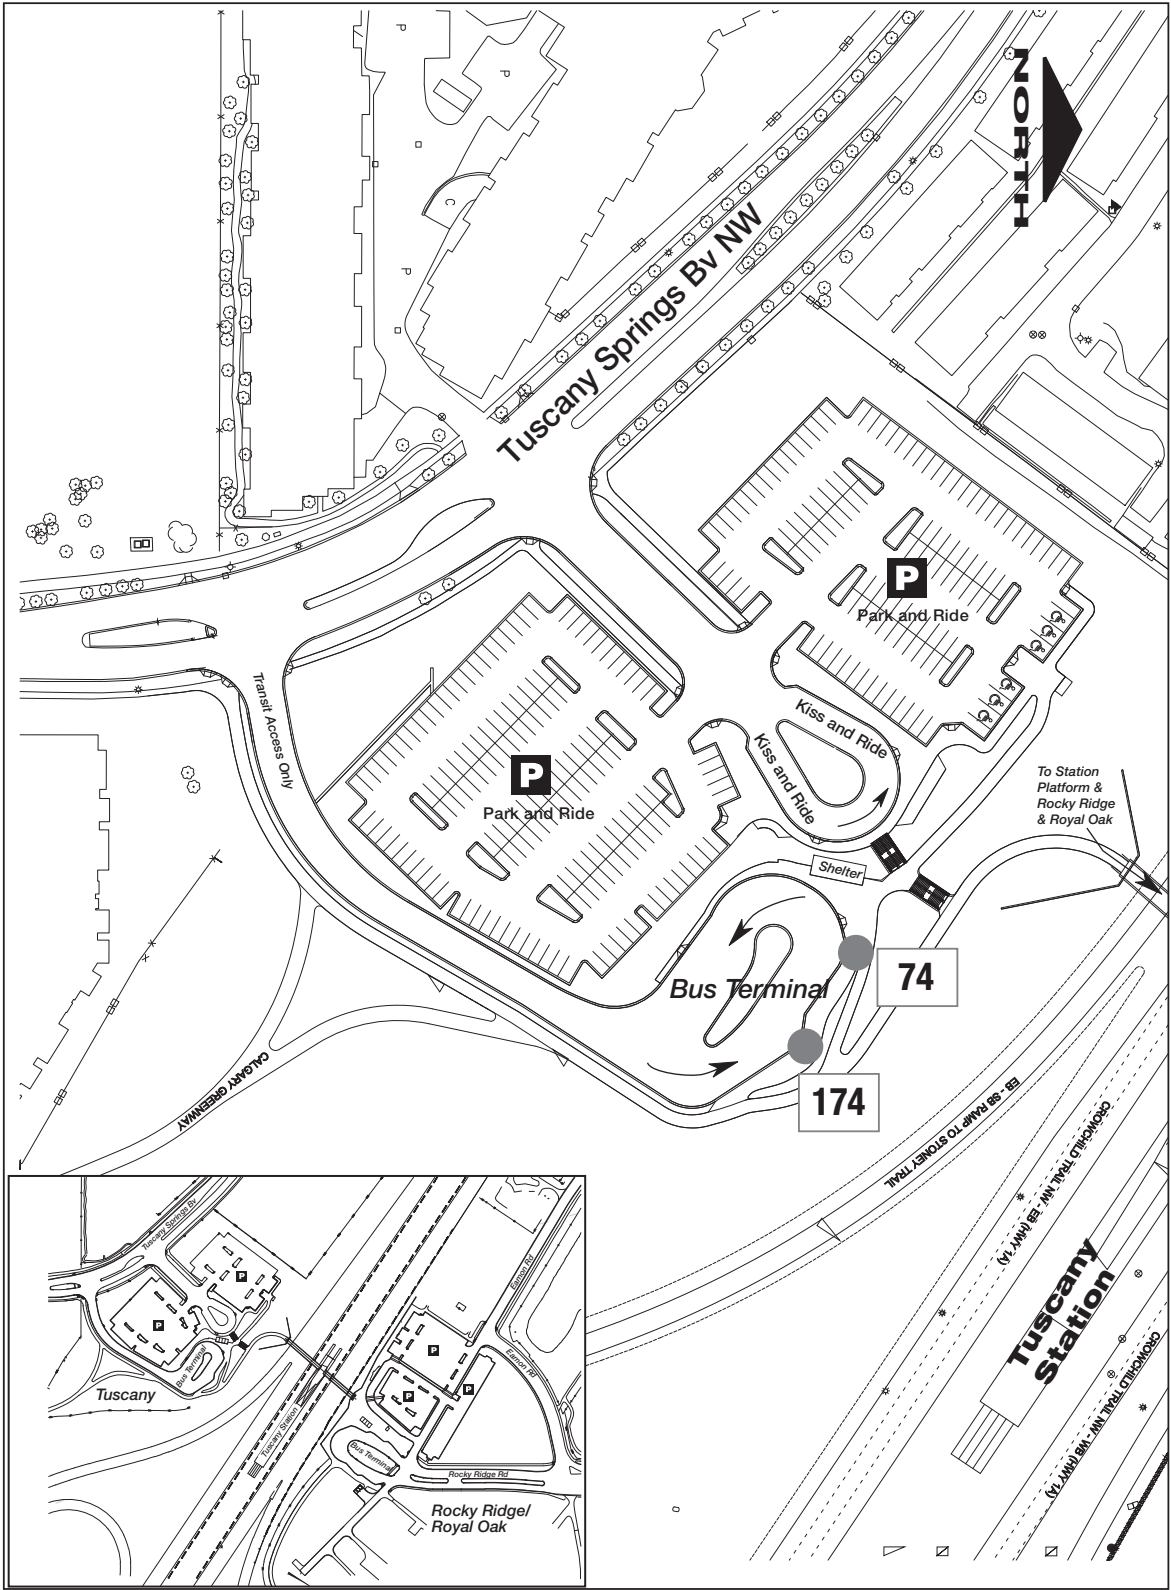 NORTH
P
P
P
P
C
Tuscany Springs Bv NW
P
Park and Ride
Transit Access Only
Kiss and Ride
Kiss and Ride
P
Park and Ride
To Station
Platform &
Rocky Ridge
& Royal Oak
Shelter
Bus Terminal
74
174
CALGARY GREENWAY
EB - SB RAMP TO STONEY TRAIL
CROWCHILD TRAIL NW - EB (HWY 1A)
Tuscany
Station
CROWCHILD TRAIL NW - WB (HWY 1A)
Tuscany Springs Bv
P
P
Bus Terminal
Tuscany
Tuscany Station
Eamon Rd
Eamon Rd
P
P
P
Bus Terminal
Rocky Ridge Rd
Rocky Ridge/
Royal Oak